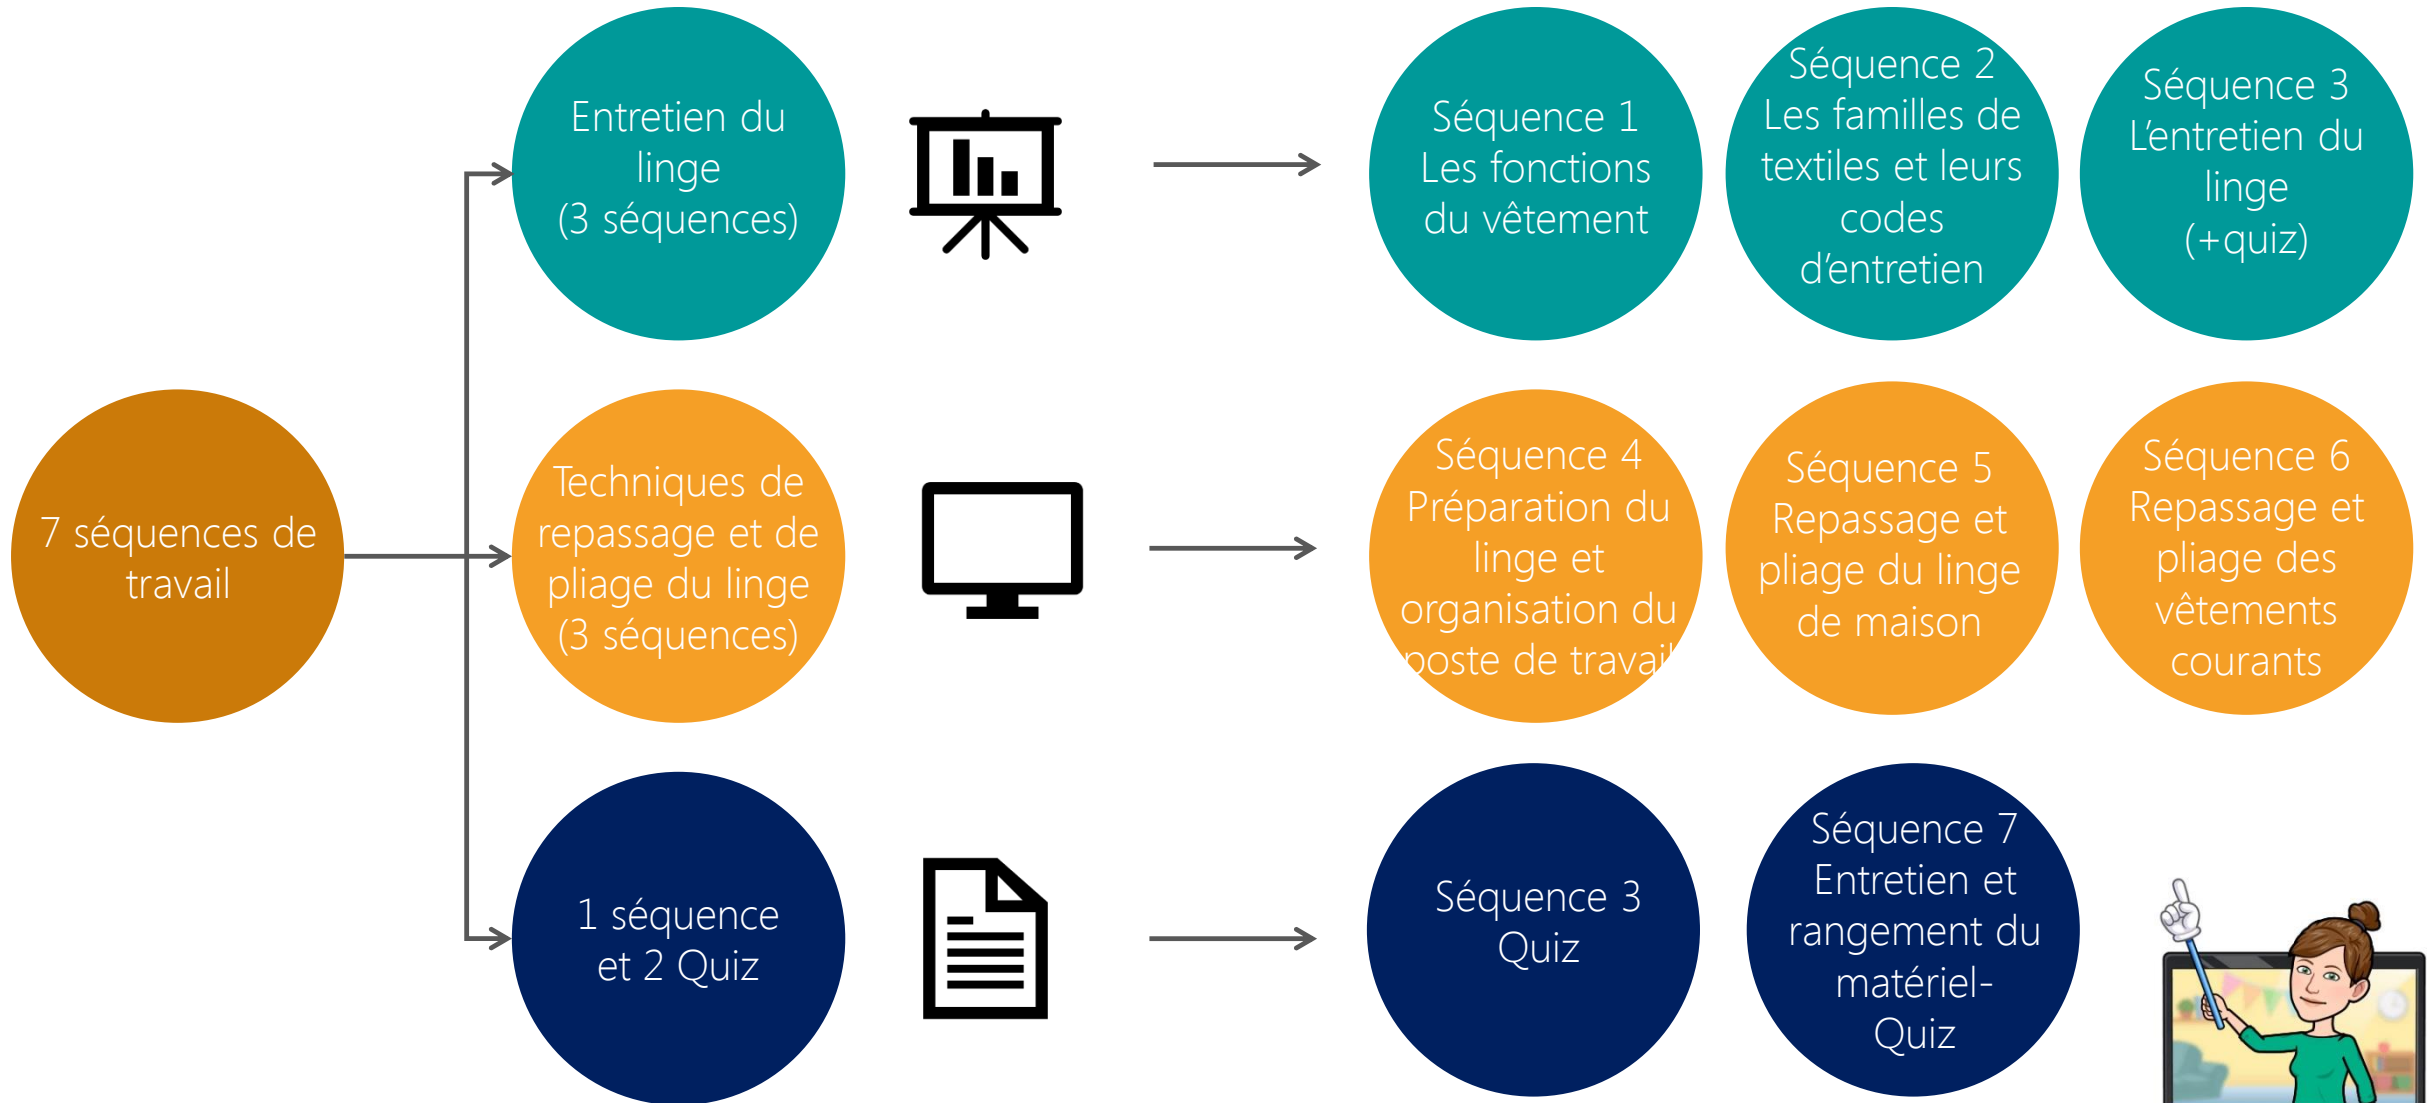 7 séquences de
travail
Entretien du
linge
(3 séquences)
Séquence 1
Les fonctions
du vêtement
Séquence 2
Les familles de
textiles et leurs
codes
d’entretien
Séquence 3
L’entretien du
linge
(+quiz)
Techniques de
repassage et de
pliage du linge
(3 séquences)
Séquence 4
Préparation du
linge et
organisation du
poste de travail
Séquence 5
Repassage et
pliage du linge
de maison
Séquence 6
Repassage et
pliage des
vêtements
courants
1 séquence
et 2 Quiz
Séquence 3
Quiz
Séquence 7
Entretien et
rangement du
matériel-
Quiz